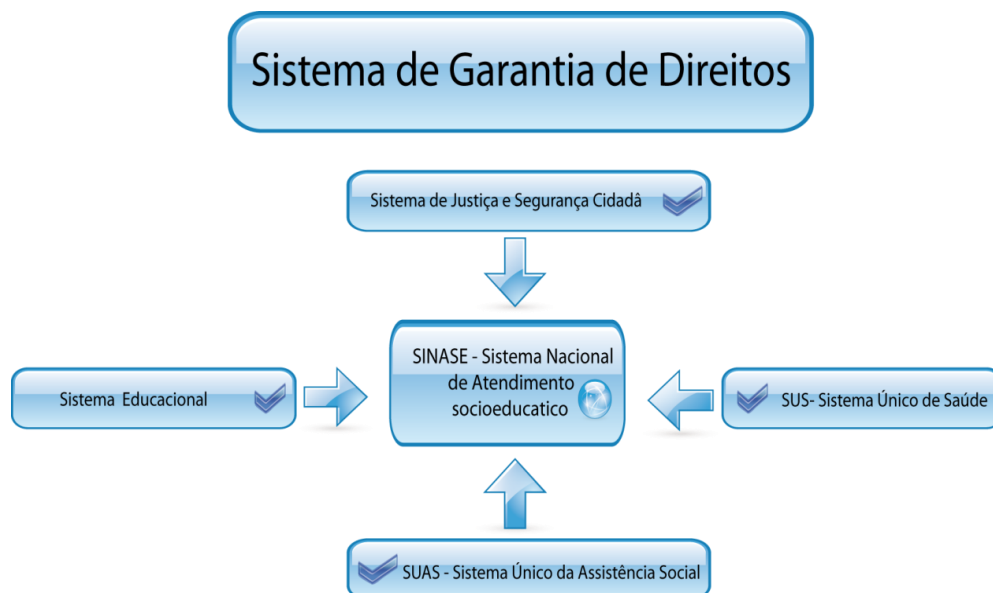 Sistema de Garantia de Direitos
Sistema de Justiça e Segurança Cidadâ
SINASE - Sistema Nacional
de Atendimento
socioeducatico
Sistema Educacional
SUS- Sistema Único de Saúde
SUAS - Sistema Único da Assistência Social